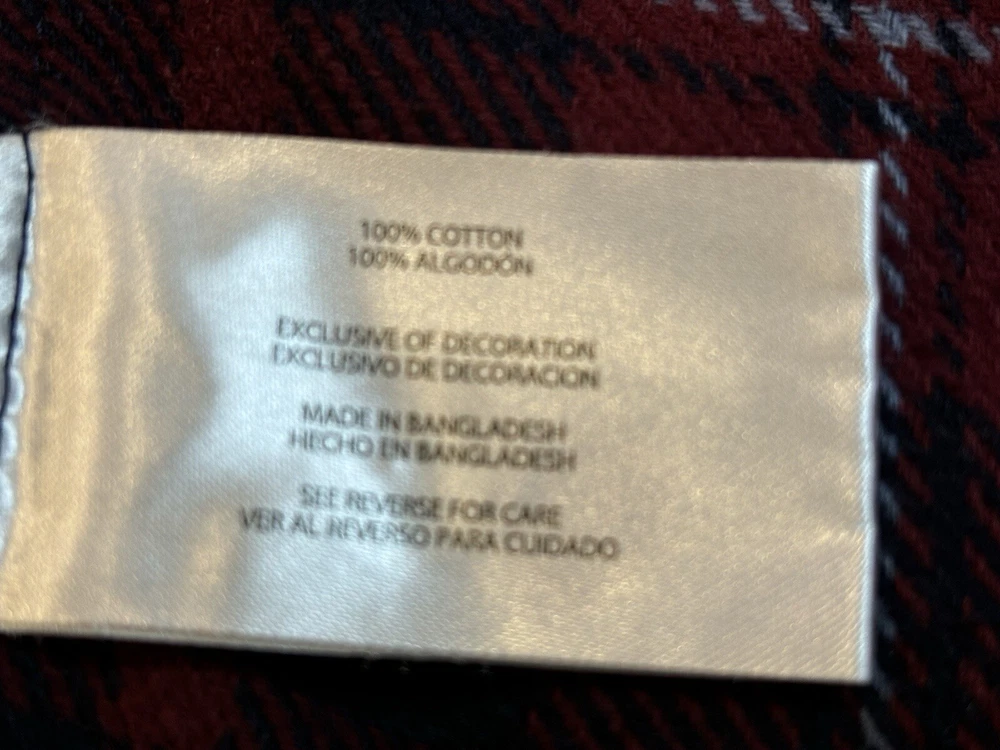 100% COTTON
100% ALGODÓN
EXCLUSIVE OF DECORATION
EXCLUSIVO DE DECORACION
MADE IN BANGLADESH
HECHO EN BANGLADESH
SEE REVERSE FOR CARE
VER AL REVERSO PARA CUIDADO